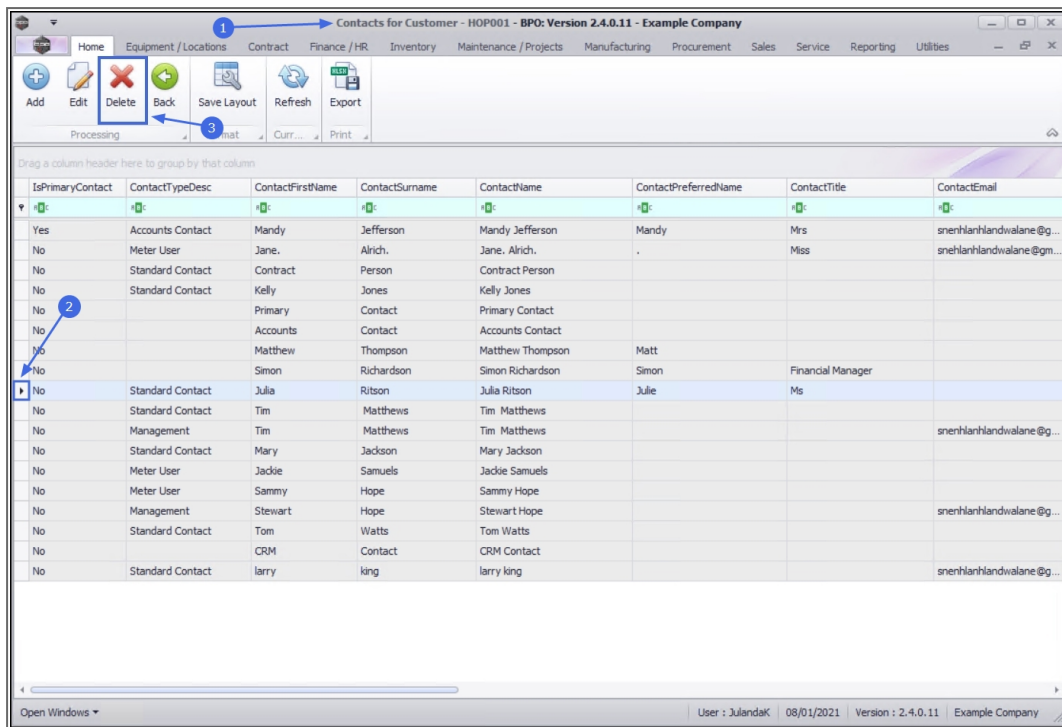 1
Contacts for Customer - HOP001 - BPO: Version 2.4.0.11 - Example Company
Home Equipment / Locations Contract Finance / HR Inventory Maintenance / Projects Manufacturing Procurement Sales Service Reporting Utilities
Add Edit Delete Back Save Layout Refresh Export
3
Processing mat Curr... Print
Drag a column header here to group by that column
IsPrimaryContact ContactTypeDesc ContactFirstName ContactSurname ContactName ContactPreferredName ContactTitle ContactEmail
Yes Accounts Contact Mandy Jefferson Mandy Jefferson Mandy Mrs snehlanhlandwalane@g...
No Meter User Jane. Alrich. Jane. Alrich. . Miss snehlanhlandwalane@gm...
No Standard Contact Contract Person Contract Person
No Standard Contact Kelly Jones Kelly Jones
2
No Primary Contact Primary Contact
No Accounts Contact Accounts Contact
No Matthew Thompson Matthew Thompson Matt
No Simon Richardson Simon Richardson Simon Financial Manager
No Standard Contact Julia Ritson Julia Ritson Julie Ms
No Standard Contact Tim Matthews Tim Matthews
No Management Tim Matthews Tim Matthews snenhlanhlandwalane@g...
No Standard Contact Mary Jackson Mary Jackson
No Meter User Jackie Samuels Jackie Samuels
No Meter User Sammy Hope Sammy Hope
No Management Stewart Hope Stewart Hope snenhlanhlandwalane@g...
No Standard Contact Tom Watts Tom Watts
No CRM Contact CRM Contact
No Standard Contact larry king larry king snenhlanhlandwalane@g...
Open Windows User : JulandaK 08/01/2021 Version : 2.4.0.11 Example Company